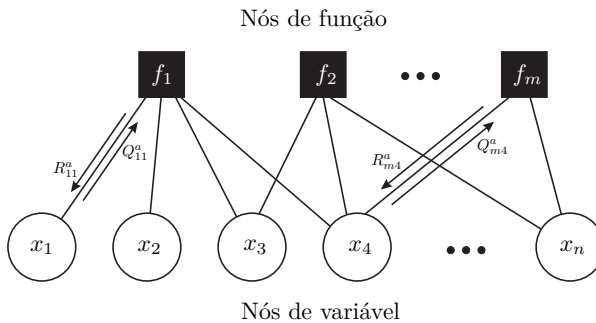 Nós de função
f1 f2 ••• fm
R^a_11 Q^a_11 R^a_m4 Q^a_m4
x1 x2 x3 x4 ••• xn
Nós de variável